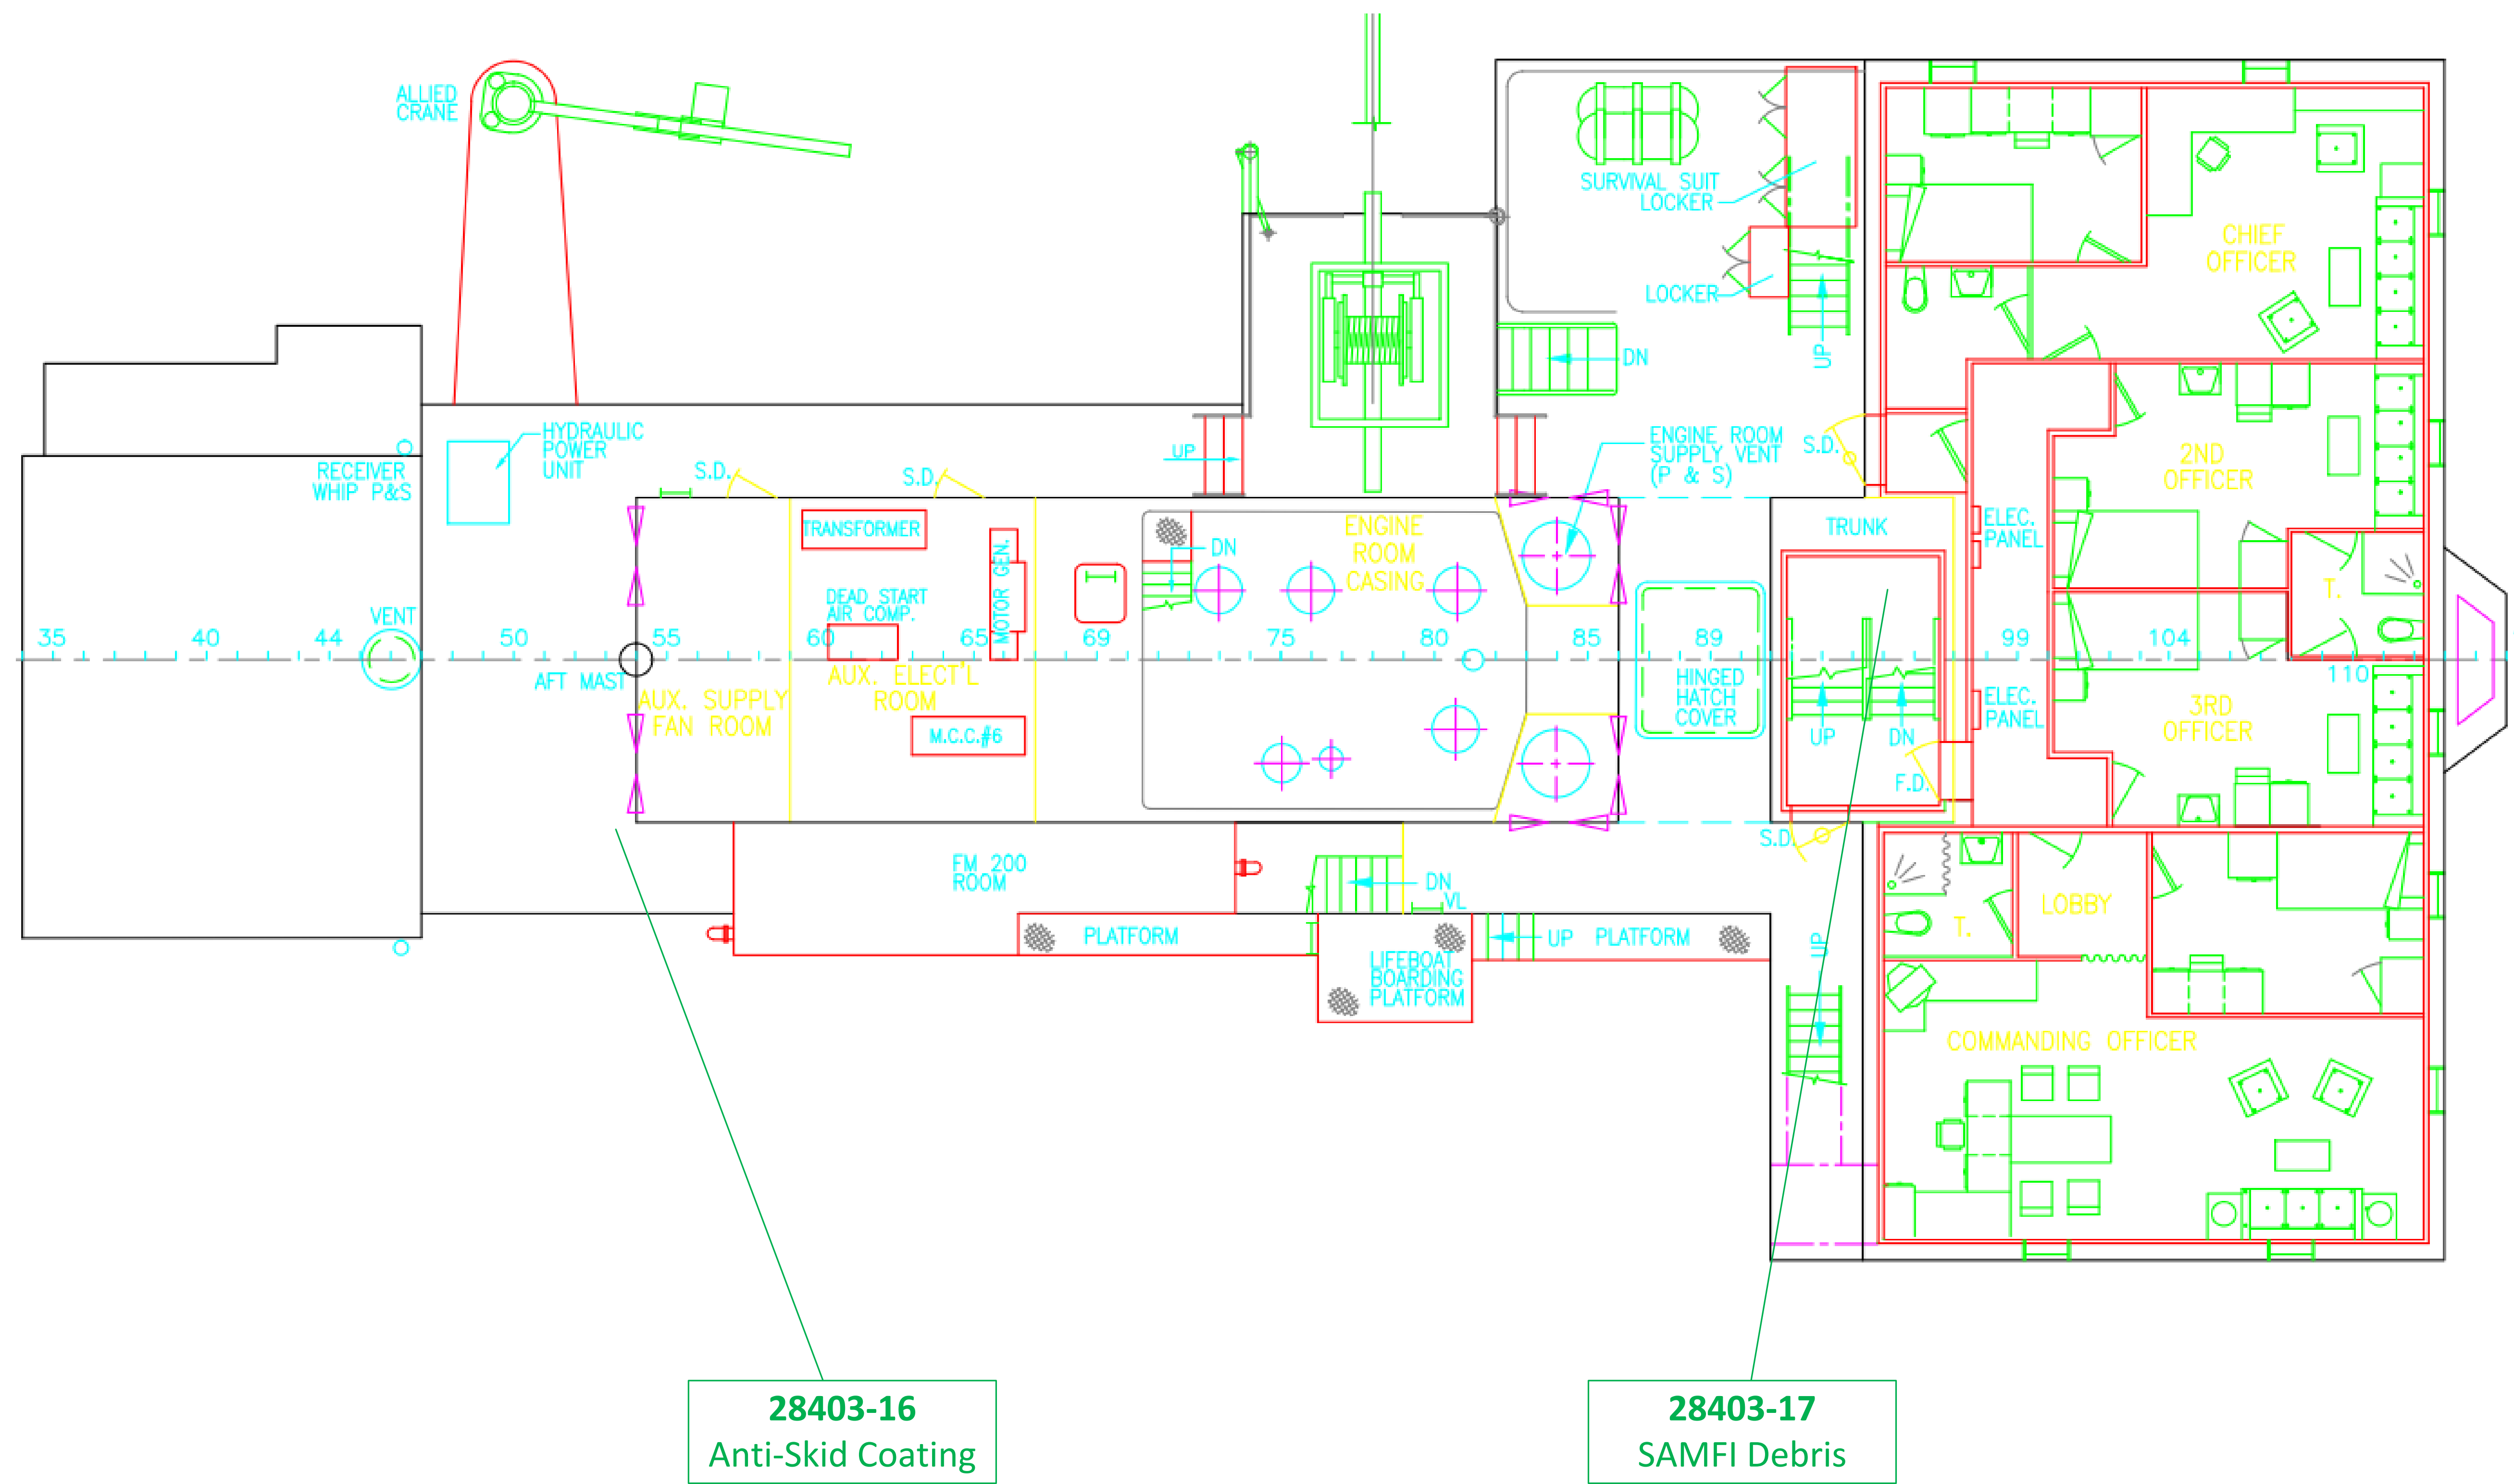 ALLIED
CRANE
SURVIVAL SUIT
LOCKER
LOCKER
UP
DN
CHIEF
OFFICER
HYDRAULIC
POWER
UNIT
RECEIVER
WHIP P&S
S.D.
S.D.
UP
ENGINE ROOM
SUPPLY VENT
(P & S)
S.D.
2ND
OFFICER
TRANSFORMER
MOTOR GEN.
DN
ENGINE
ROOM
CASING
TRUNK
ELEC.
PANEL
DEAD START
AIR COMP.
T.
VENT
35 40 44 50 55 60 65 69 75 80 85 89 99 104 110
AFT MAST
AUX. SUPPLY
FAN ROOM
AUX. ELECT'L
ROOM
M.C.C.#6
HINGED
HATCH
COVER
UP
DN
F.D.
ELEC.
PANEL
3RD
OFFICER
S.D.
FM 200
ROOM
DN
VL
T.
LOBBY
PLATFORM
UP
PLATFORM
UP
LIFEBOAT
BOARDING
PLATFORM
COMMANDING OFFICER
28403-16
Anti-Skid Coating
28403-17
SAMFI Debris